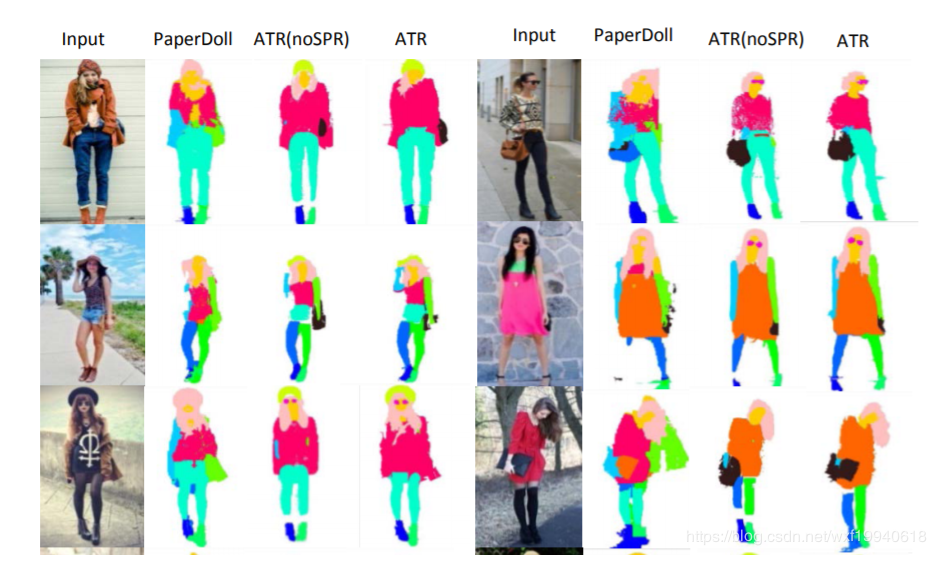 Input PaperDoll ATR(noSPR) ATR Input PaperDoll ATR(noSPR) ATR
https://blog.csdn.net/wxf19940618